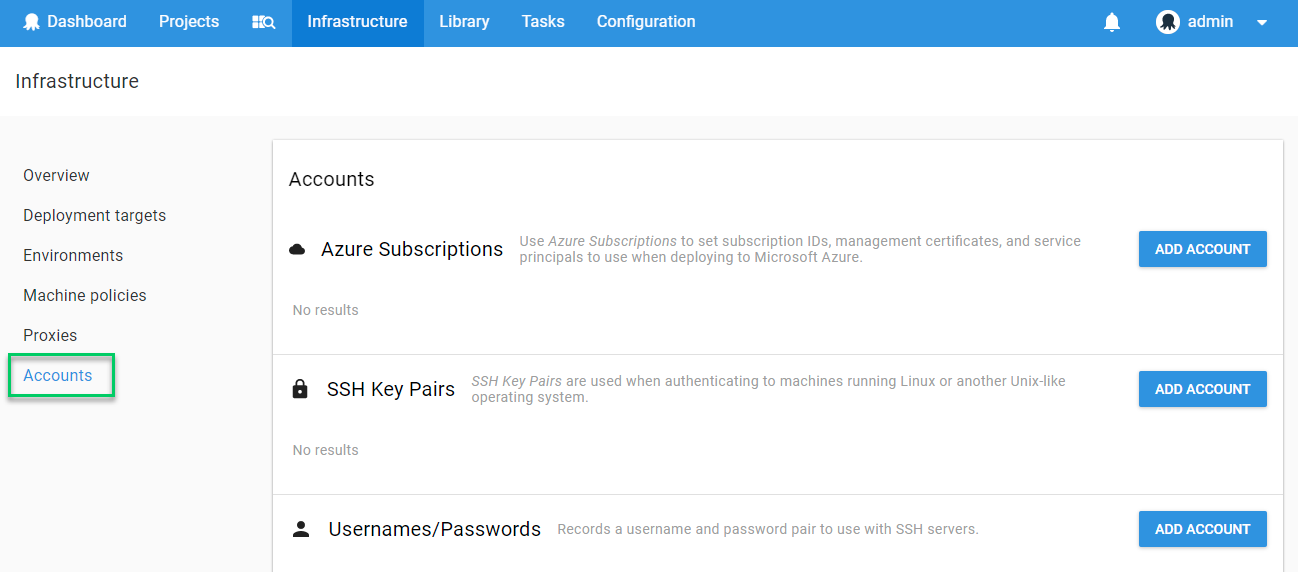 Dashboard Projects Infrastructure Library Tasks Configuration admin
Infrastructure
Overview
Deployment targets
Environments
Machine policies
Proxies
Accounts
Accounts
Azure Subscriptions
Use Azure Subscriptions to set subscription IDs, management certificates, and service
principals to use when deploying to Microsoft Azure.
ADD ACCOUNT
No results
SSH Key Pairs
SSH Key Pairs are used when authenticating to machines running Linux or another Unix-like
operating system.
ADD ACCOUNT
No results
Usernames/Passwords
Records a username and password pair to use with SSH servers.
ADD ACCOUNT